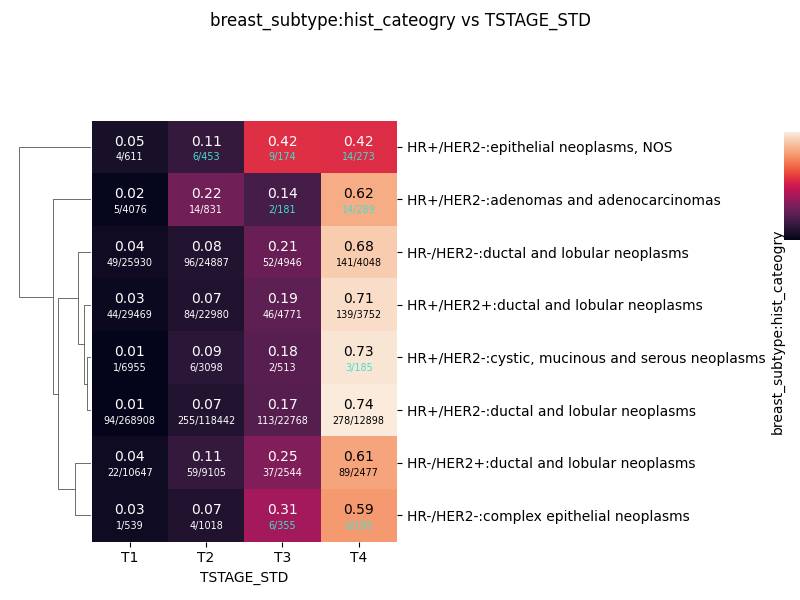 breast_subtype:hist_cateogry vs TSTAGE_STD
0.05 0.11 0.42 0.42 HR+/HER2-:epithelial neoplasms, NOS
4/611 6/453 9/174 14/273
0.02 0.22 0.14 0.62 HR+/HER2-:adenomas and adenocarcinomas
5/4076 14/831 2/181
0.04 0.08 0.21 0.68 HR-/HER2-:ductal and lobular neoplasms
49/25930 96/24887 52/4946 141/4048
0.03 0.07 0.19 0.71 HR+/HER2+:ductal and lobular neoplasms
44/29469 84/22980 46/4771 139/3752
0.01 0.09 0.18 0.73 HR+/HER2-:cystic, mucinous and serous neoplasms
1/6955 6/3098 2/513 3/185
0.01 0.07 0.17 0.74 HR+/HER2-:ductal and lobular neoplasms
94/268908 255/118442 113/22768 278/12898
0.04 0.11 0.25 0.61 HR-/HER2+:ductal and lobular neoplasms
22/10647 59/9105 37/2544 89/2477
0.03 0.07 0.31 0.59 HR-/HER2-:complex epithelial neoplasms
1/539 4/1018 6/355
T1 T2 T3 T4
TSTAGE_STD
breast_subtype:hist_cateogry